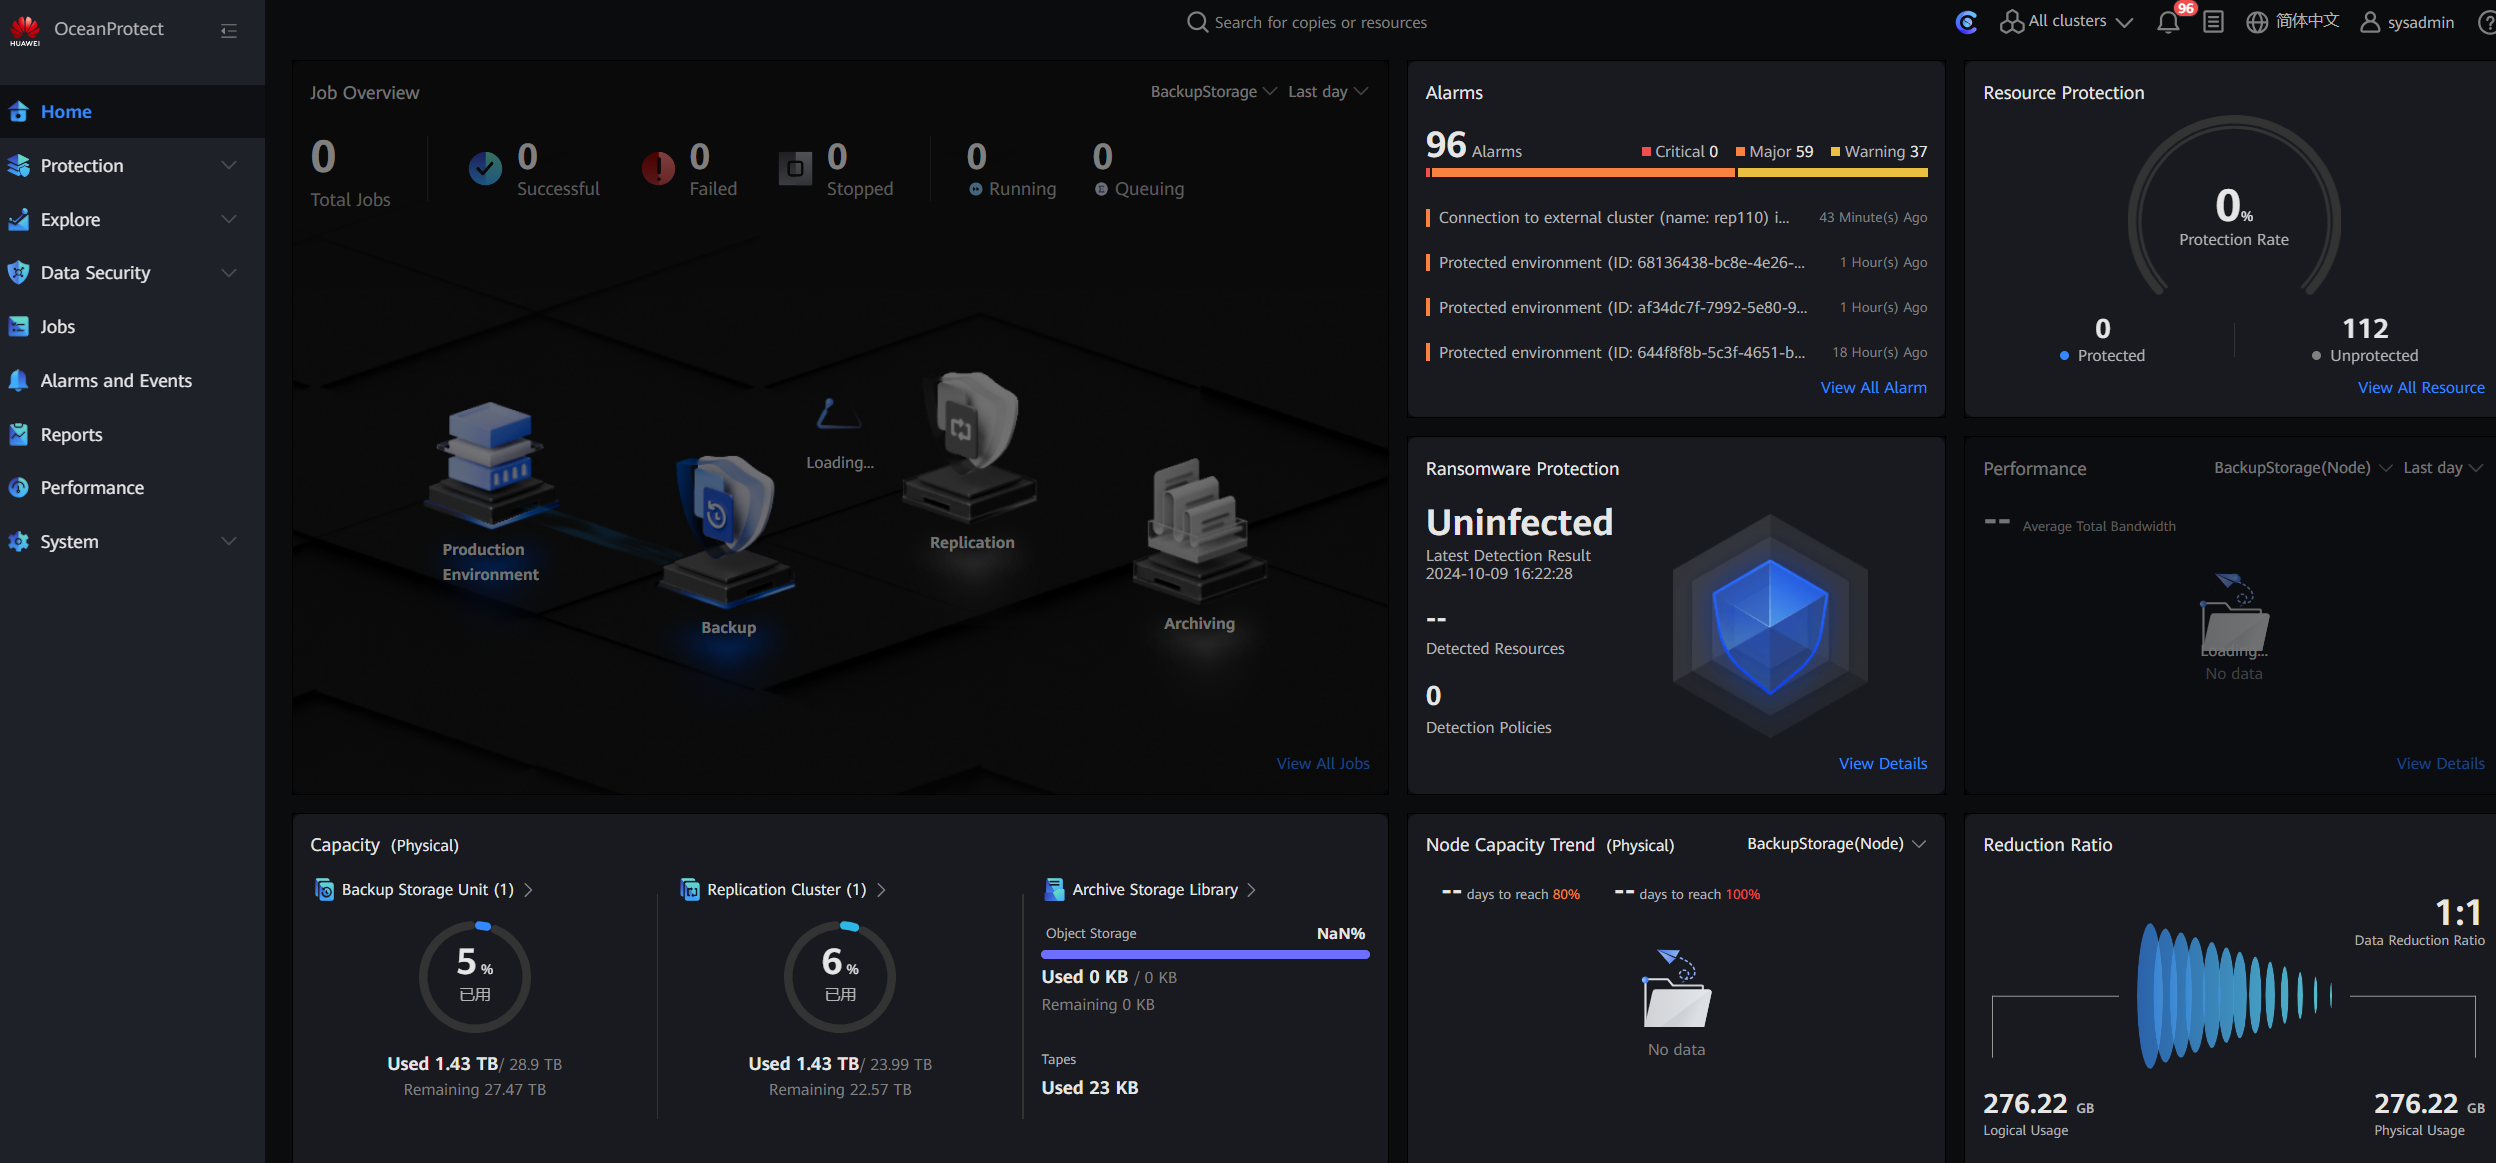 HUAWEI
OceanProtect
Search for copies or resources
All clusters
96
简体中文
sysadmin
Home
Protection
Explore
Data Security
Jobs
Alarms and Events
Reports
Performance
System
Job Overview
BackupStorage
Last day
0
Total Jobs
0
Successful
0
Failed
0
Stopped
0
Running
0
Queuing
Production
Environment
Backup
Loading...
Replication
Archiving
View All Jobs
Alarms
96 Alarms
Critical 0
Major 59
Warning 37
Connection to external cluster (name: rep110) i... 43 Minute(s) Ago
Protected environment (ID: 68136438-bc8e-4e26-... 1 Hour(s) Ago
Protected environment (ID: af34dc7f-7992-5e80-9... 1 Hour(s) Ago
Protected environment (ID: 644f8f8b-5c3f-4651-b... 18 Hour(s) Ago
View All Alarm
Resource Protection
0%
Protection Rate
0
Protected
112
Unprotected
View All Resource
Ransomware Protection
Uninfected
Latest Detection Result
2024-10-09 16:22:28
--
Detected Resources
0
Detection Policies
View Details
Performance
BackupStorage(Node)
Last day
-- Average Total Bandwidth
Loading...
No data
View Details
Capacity (Physical)
Backup Storage Unit (1)
5%
已用
Used 1.43 TB/ 28.9 TB
Remaining 27.47 TB
Replication Cluster (1)
6%
已用
Used 1.43 TB/ 23.99 TB
Remaining 22.57 TB
Archive Storage Library
Object Storage NaN%
Used 0 KB / 0 KB
Remaining 0 KB
Tapes
Used 23 KB
Node Capacity Trend (Physical)
BackupStorage(Node)
-- days to reach 80%
-- days to reach 100%
No data
Reduction Ratio
1:1
Data Reduction Ratio
276.22 GB
Logical Usage
276.22 GB
Physical Usage